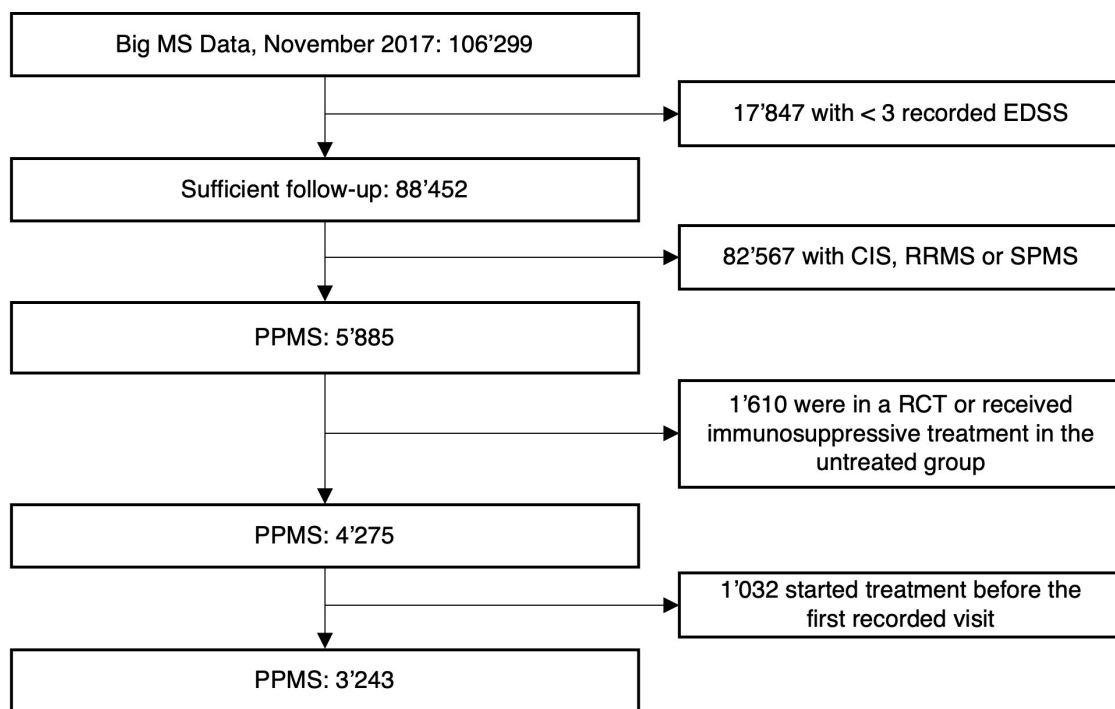 Big MS Data, November 2017: 106’299
17’847 with < 3 recorded EDSS
Sufficient follow-up: 88’452
82’567 with CIS, RRMS or SPMS
PPMS: 5’885
1’610 were in a RCT or received
immunosuppressive treatment in the
untreated group
PPMS: 4’275
1’032 started treatment before the
first recorded visit
PPMS: 3’243